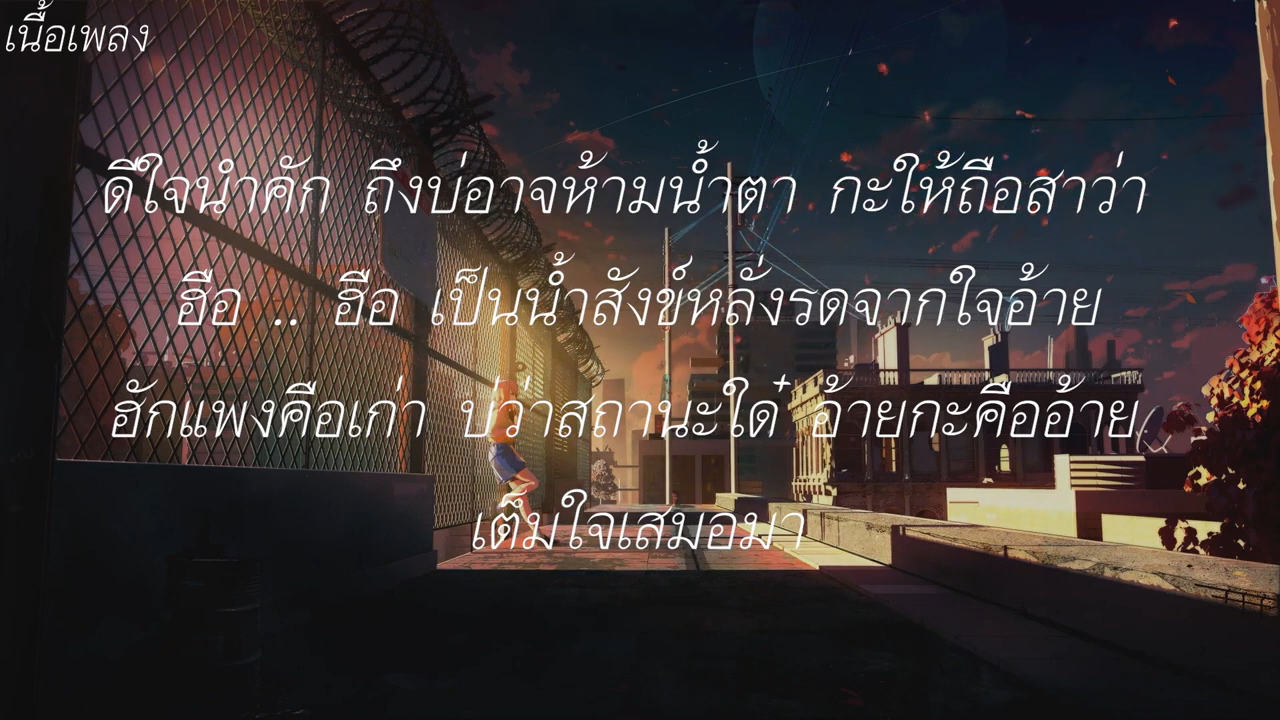 เนื้อเพลง
ดีใจนำคัก ถึงบ่อาจห้ามน้ำตา กะให้ถือสาว่า
ฮือ .. ฮือ เป็นน้ำสังข์หลั่งรดจากใจอ้าย
ฮักแพงคือเก่า บ่ว่าสถานะใด๋ อ้ายกะคืออ้าย
เต็มใจเสมอมา